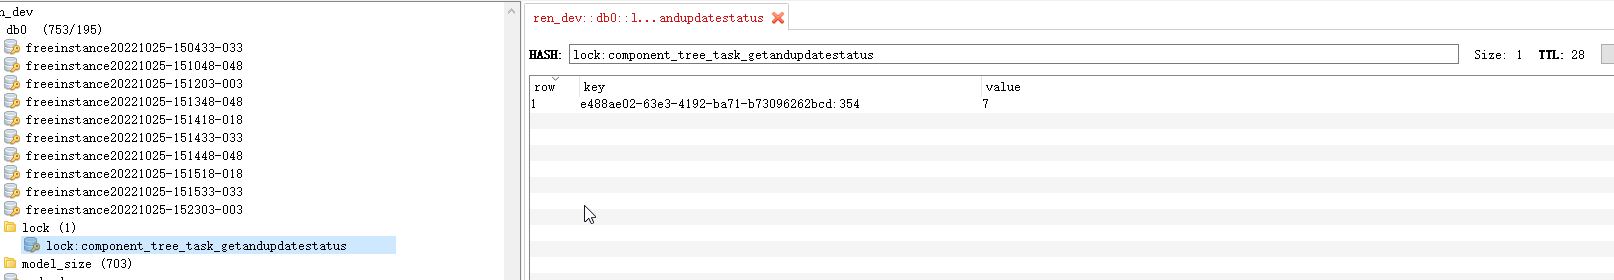 n_dev
db0 (753/195)
freeinstance20221025-150433-033
freeinstance20221025-151048-048
freeinstance20221025-151203-003
freeinstance20221025-151348-048
freeinstance20221025-151418-018
freeinstance20221025-151433-033
freeinstance20221025-151448-048
freeinstance20221025-151518-018
freeinstance20221025-151533-033
freeinstance20221025-152303-003
lock (1)
lock:component_tree_task_getandupdatestatus
model_size (703)
ren_dev::db0::l...andupdatestatus
HASH: lock:component_tree_task_getandupdatestatus Size: 1 TTL: 28
row key value
1 e488ae02-63e3-4192-ba71-b73096262bcd:354 7